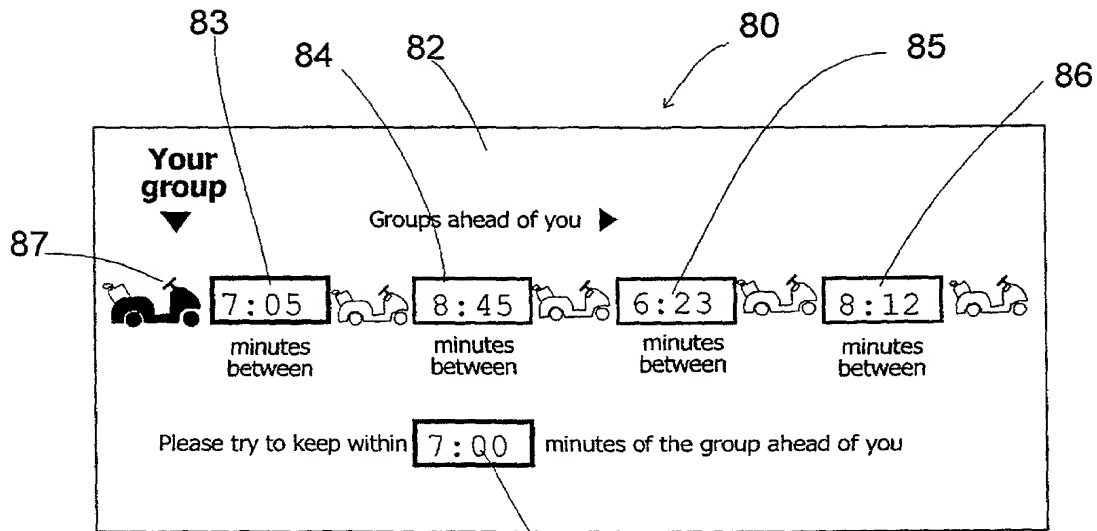 83
82
80
85
84
86
Your
group
Groups ahead of you
87
7:05
8:45
6:23
8:12
minutes
between
minutes
between
minutes
between
minutes
between
Please try to keep within 7:00 minutes of the group ahead of you